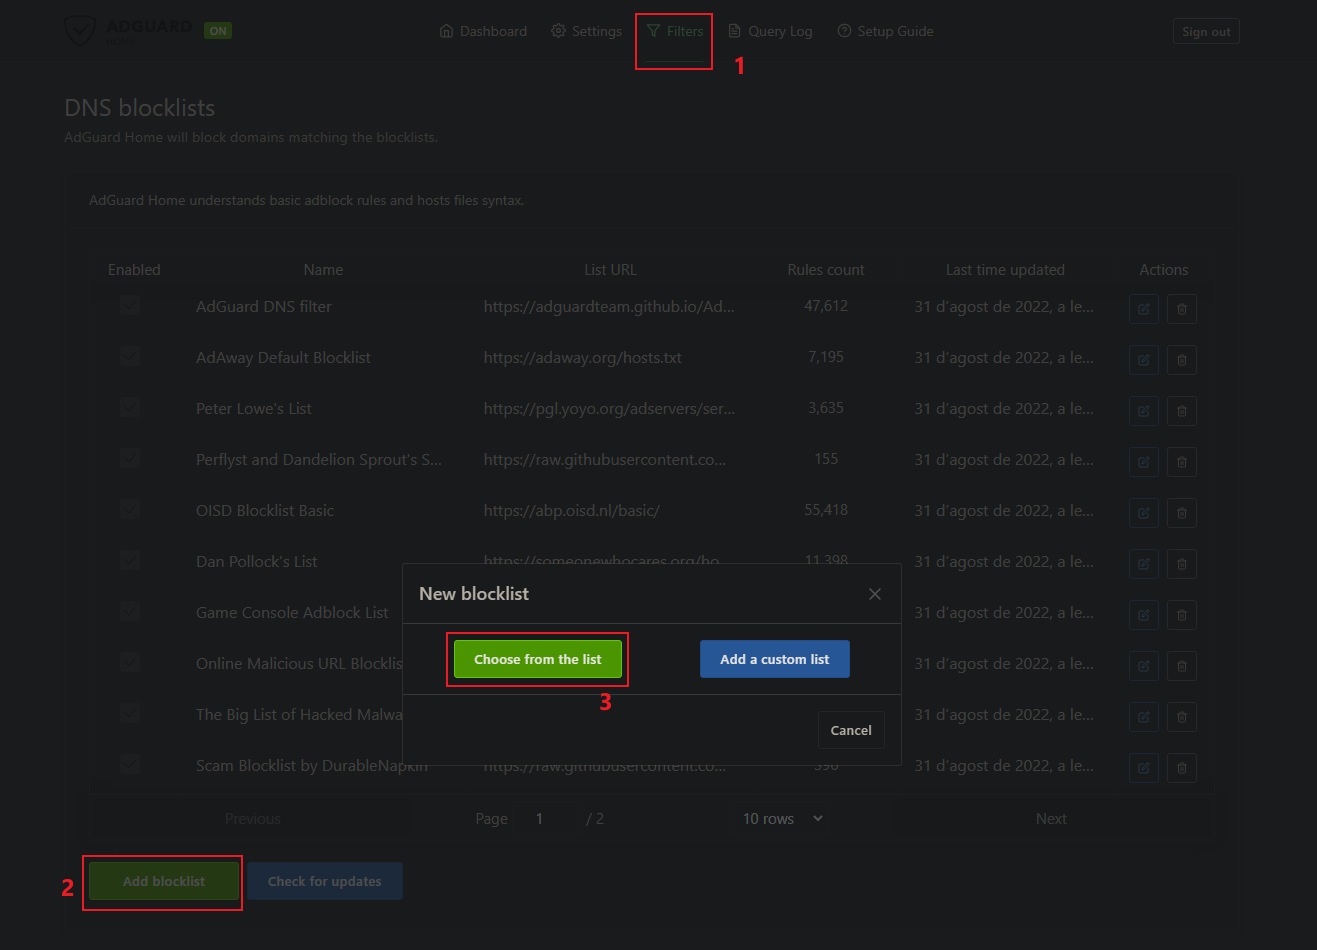 ADGUARD
ON
Dashboard
Settings
Filters
Query Log
Setup Guide
Sign out
1
DNS blocklists
AdGuard Home will block domains matching the blocklists.
AdGuard Home understands basic adblock rules and hosts files syntax.
Enabled Name List URL Rules count Last time updated Actions
AdGuard DNS filter https://adguardteam.github.io/Ad... 47,612 31 d'agost de 2022, a le...
AdAway Default Blocklist https://adaway.org/hosts.txt 7,195 31 d'agost de 2022, a le...
Peter Lowe's List https://pgl.yoyo.org/adservers/ser... 3,635 31 d'agost de 2022, a le...
Perflyst and Dandelion Sprout's S... https://raw.githubusercontent.co... 155 31 d'agost de 2022, a le...
OISD Blocklist Basic https://abp.oisd.nl/basic/ 55,418 31 d'agost de 2022, a le...
Dan Pollock's List https://someonewhocares.org/ho... 11,398 31 d'agost de 2022, a le...
Game Console Adblock List 31 d'agost de 2022, a le...
Online Malicious URL Blocklis 31 d'agost de 2022, a le...
The Big List of Hacked Malwa 31 d'agost de 2022, a le...
Scam Blocklist by DurableNapkin https://raw.githubusercontent.co... 31 d'agost de 2022, a le...
New blocklist
Choose from the list
Add a custom list
3
Cancel
Previous
Page 1 / 2
10 rows
Next
2
Add blocklist
Check for updates